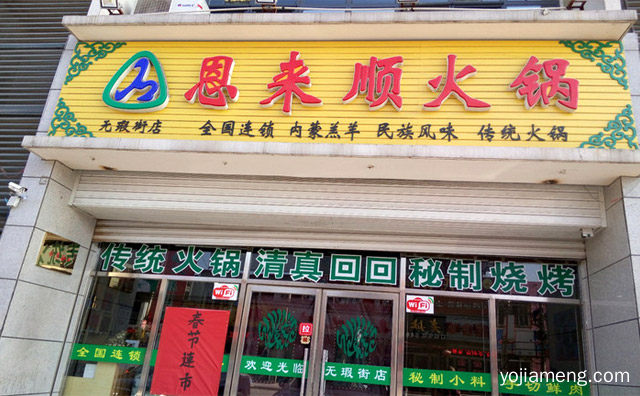 恩来顺火锅
无瑕街店 全国连锁 内蒙羔羊 民族风味 传统火锅
传统火锅 清真回回 秘制烧烤
WiFi
WiFi
春节连市
拉
全国连锁
欢迎光临
无瑕街店
秘制小料
手切鲜肉
yojiameng.com